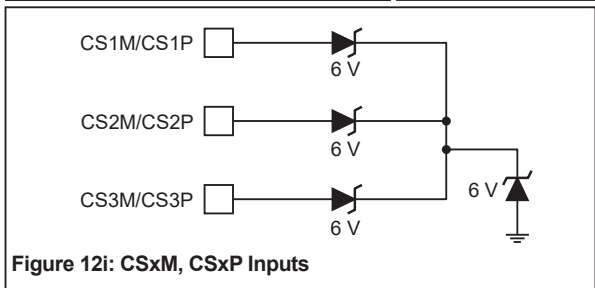 CS1M/CS1P
6 V
CS2M/CS2P
6 V
CS3M/CS3P
6 V
6 V
Figure 12i: CSxM, CSxP Inputs